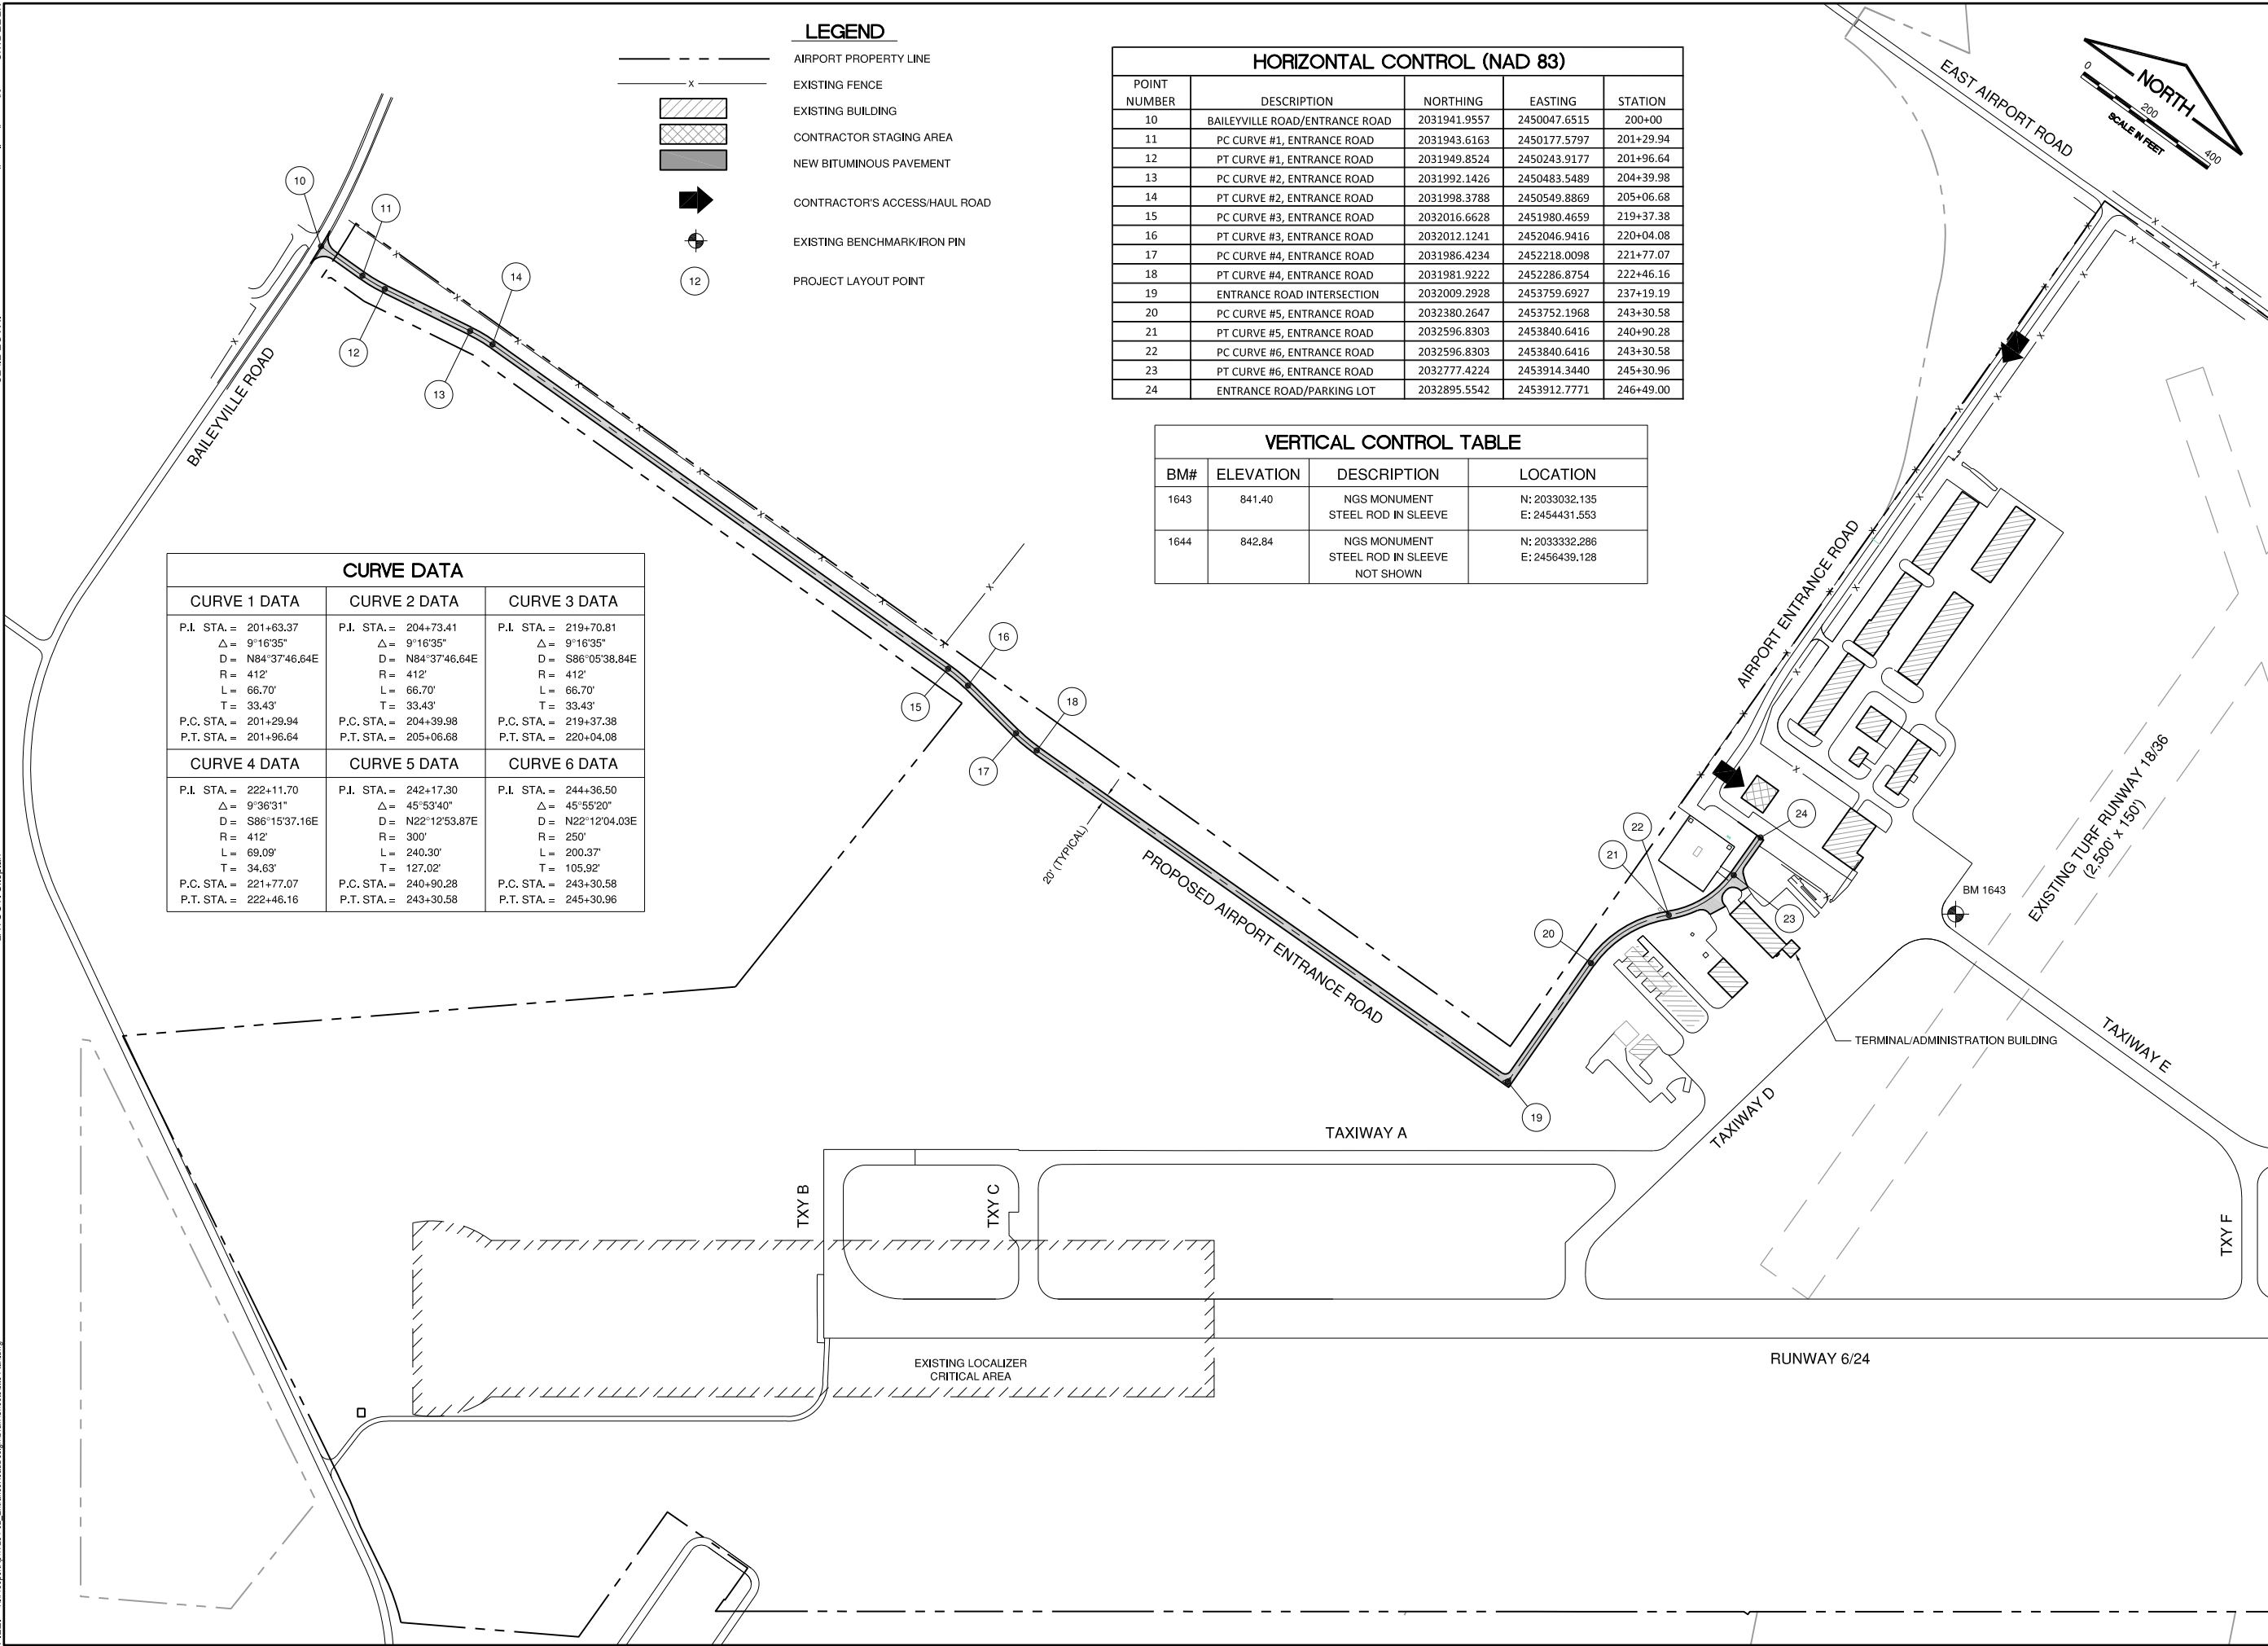 LEGEND
AIRPORT PROPERTY LINE
X EXISTING FENCE
EXISTING BUILDING
CONTRACTOR STAGING AREA
NEW BITUMINOUS PAVEMENT
CONTRACTOR'S ACCESS/HAUL ROAD
EXISTING BENCHMARK/IRON PIN
12 PROJECT LAYOUT POINT
HORIZONTAL CONTROL (NAD 83)
POINT
NUMBER DESCRIPTION NORTHING EASTING STATION
10 BAILEYVILLE ROAD/ENTRANCE ROAD 2031941.9557 2450047.6515 200+00
11 PC CURVE #1, ENTRANCE ROAD 2031943.6163 2450177.5797 201+29.94
12 PT CURVE #1, ENTRANCE ROAD 2031949.8524 2450243.9177 201+96.64
13 PC CURVE #2, ENTRANCE ROAD 2031992.1426 2450483.5489 204+39.98
14 PT CURVE #2, ENTRANCE ROAD 2031998.3788 2450549.8869 205+06.68
15 PC CURVE #3, ENTRANCE ROAD 2032016.6628 2451980.4659 219+37.38
16 PT CURVE #3, ENTRANCE ROAD 2032012.1241 2452046.9416 220+04.08
17 PC CURVE #4, ENTRANCE ROAD 2031986.4234 2452218.0098 221+77.07
18 PT CURVE #4, ENTRANCE ROAD 2031981.9222 2452286.8754 222+46.16
19 ENTRANCE ROAD INTERSECTION 2032009.2928 2453759.6927 237+19.19
20 PC CURVE #5, ENTRANCE ROAD 2032380.2647 2453752.1968 243+30.58
21 PT CURVE #5, ENTRANCE ROAD 2032596.8303 2453840.6416 240+90.28
22 PC CURVE #6, ENTRANCE ROAD 2032596.8303 2453840.6416 243+30.58
23 PT CURVE #6, ENTRANCE ROAD 2032777.4224 2453914.3440 245+30.96
24 ENTRANCE ROAD/PARKING LOT 2032895.5542 2453912.7771 246+49.00
VERTICAL CONTROL TABLE
BM# ELEVATION DESCRIPTION LOCATION
1643 841.40 NGS MONUMENT N: 2033032.135
STEEL ROD IN SLEEVE E: 2454431.553
1644 842.84 NGS MONUMENT N: 2033332.286
STEEL ROD IN SLEEVE E: 2456439.128
NOT SHOWN
NORTH
0 200 400
SCALE IN FEET
EAST AIRPORT ROAD
10
11
12
13
14
BAILEYVILLE ROAD
CURVE DATA
CURVE 1 DATA CURVE 2 DATA CURVE 3 DATA
P.I. STA. = 201+63.37 P.I. STA. = 204+73.41 P.I. STA. = 219+70.81
△ = 9°16'35" △ = 9°16'35" △ = 9°16'35"
D = N84°37'46.64E D = N84°37'46.64E D = S86°05'38.84E
R = 412' R = 412' R = 412'
L = 66.70' L = 66.70' L = 66.70'
T = 33.43' T = 33.43' T = 33.43'
P.C. STA. = 201+29.94 P.C. STA. = 204+39.98 P.C. STA. = 219+37.38
P.T. STA. = 201+96.64 P.T. STA. = 205+06.68 P.T. STA. = 220+04.08
CURVE 4 DATA CURVE 5 DATA CURVE 6 DATA
P.I. STA. = 222+11.70 P.I. STA. = 242+17.30 P.I. STA. = 244+36.50
△ = 9°36'31" △ = 45°53'40" △ = 45°55'20"
D = S86°15'37.16E D = N22°12'53.87E D = N22°12'04.03E
R = 412' R = 300' R = 250'
L = 69.09' L = 240.30' L = 200.37'
T = 34.63' T = 127.02' T = 105.92'
P.C. STA. = 221+77.07 P.C. STA. = 240+90.28 P.C. STA. = 243+30.58
P.T. STA. = 222+46.16 P.T. STA. = 243+30.58 P.T. STA. = 245+30.96
15
16
17
18
20' (TYPICAL)
PROPOSED AIRPORT ENTRANCE ROAD
AIRPORT ENTRANCE ROAD
19
20
21
22
23
24
BM 1643
EXISTING TURF RUNWAY 18/36
(2,500' x 150')
TERMINAL/ADMINISTRATION BUILDING
TAXIWAY E
TAXIWAY D
TAXIWAY A
TXY B
TXY C
TXY F
EXISTING LOCALIZER
CRITICAL AREA
RUNWAY 6/24